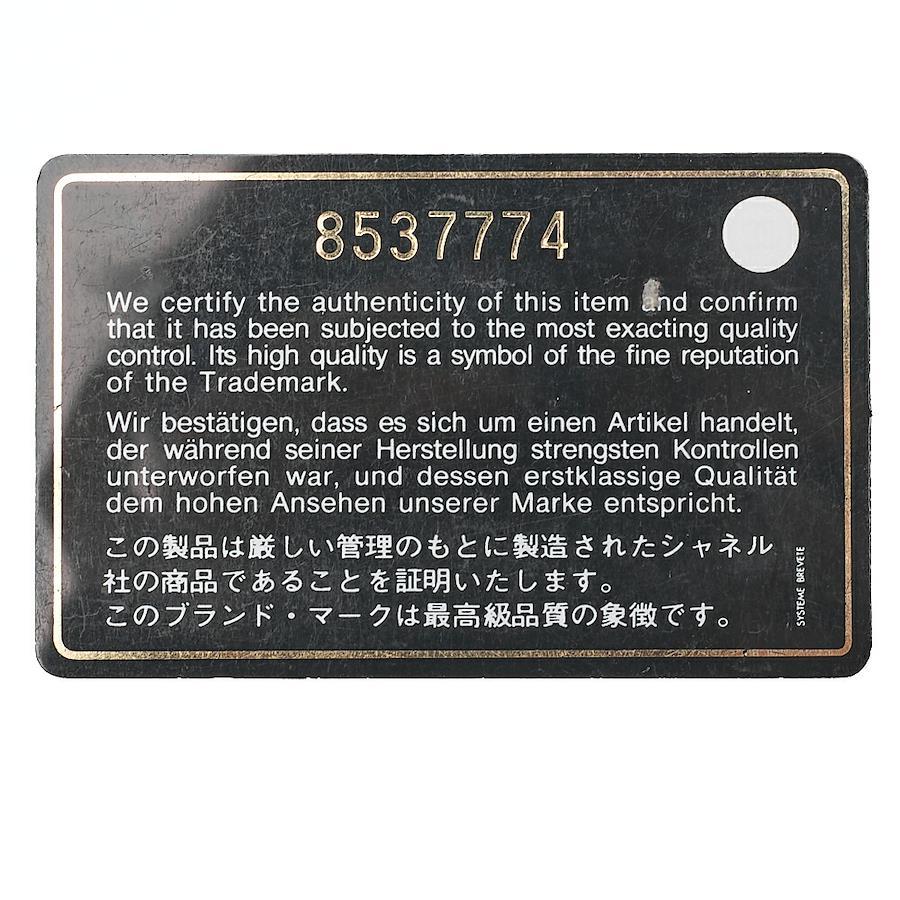 8537774
We certify the authenticity of this item and confirm
that it has been subjected to the most exacting quality
control. Its high quality is a symbol of the fine reputation
of the Trademark.
Wir bestätigen, dass es sich um einen Artikel handelt,
der während seiner Herstellung strengsten Kontrollen
unterworfen war, und dessen erstklassige Qualität
dem hohen Ansehen unserer Marke entspricht.
この製品は厳しい管理のもとに製造されたシャネル
社の商品であることを証明いたします。
このブランド・マークは最高級品質の象徴です。
SYSTEME BREVETE